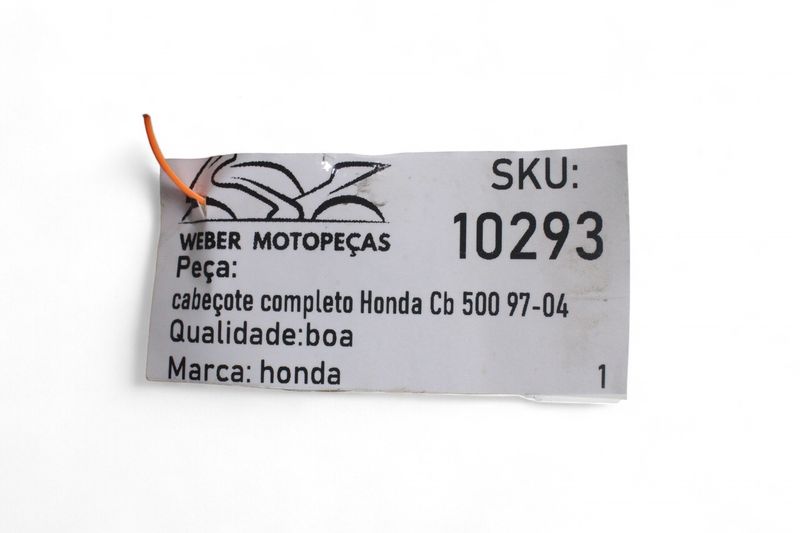 WEBER MOTOPEÇAS
SKU:
10293
Peça:
cabeçote completo Honda Cb 500 97-04
Qualidade:boa
Marca: honda
1